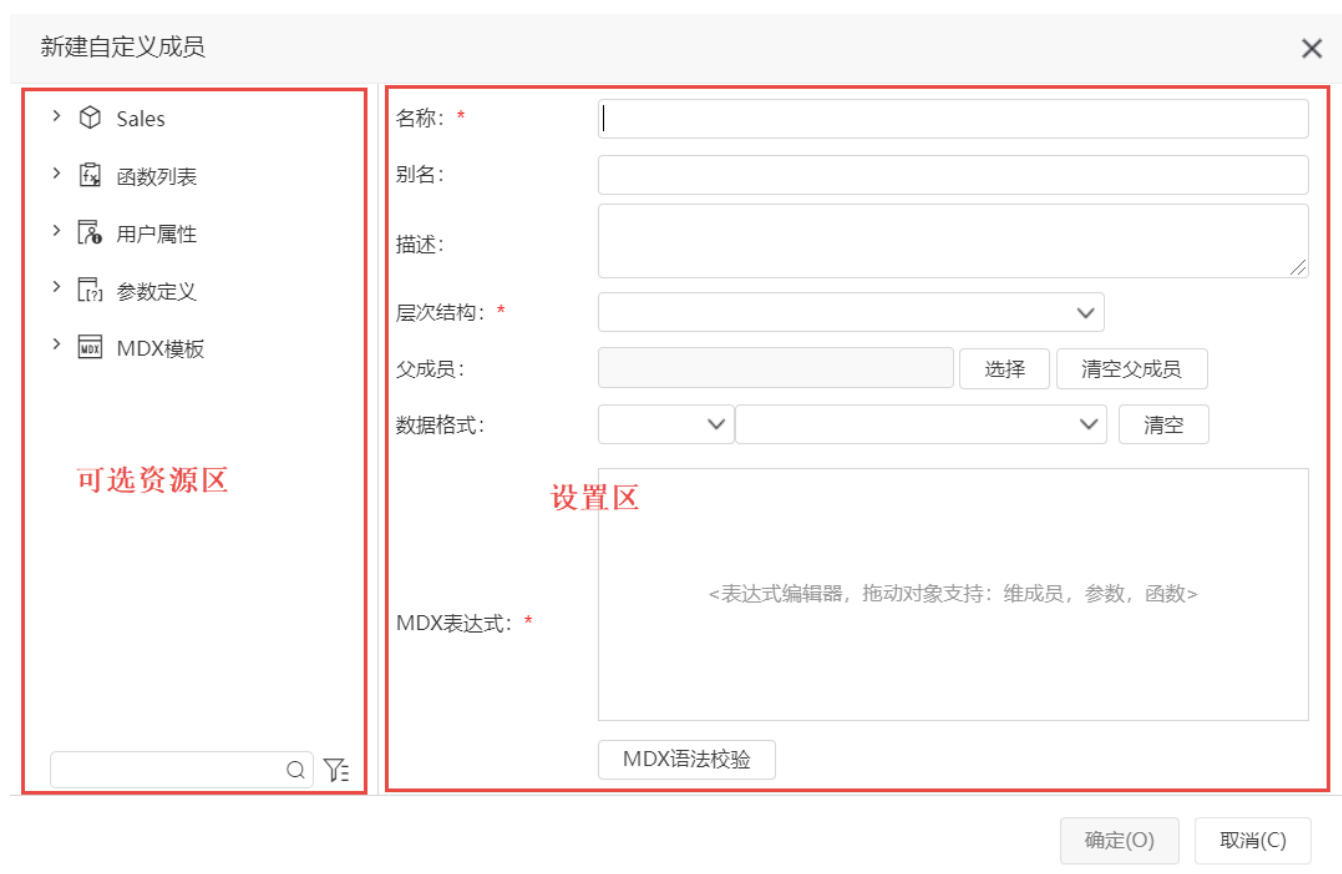 新建自定义成员
Sales
函数列表
用户属性
参数定义
MDX模板
可选资源区
名称：*
别名：
描述：
层次结构：*
父成员：
选择
清空父成员
数据格式：
清空
设置区
<表达式编辑器，拖动对象支持：维成员，参数，函数>
MDX表达式：*
MDX语法校验
确定(O)
取消(C)